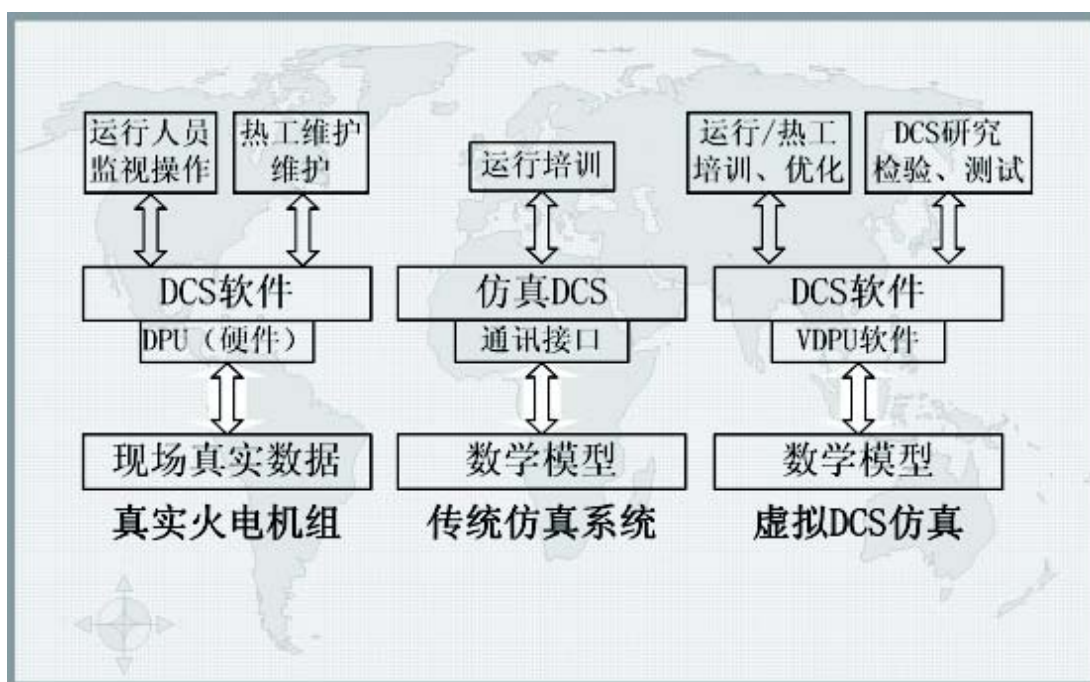 运行人员
监视操作
热工维护
维护
DCS软件
DPU（硬件）
现场真实数据
真实火电机组
运行培训
仿真DCS
通讯接口
数学模型
传统仿真系统
运行/热工
培训、优化
DCS研究
检验、测试
DCS软件
VDPU软件
数学模型
虚拟DCS仿真